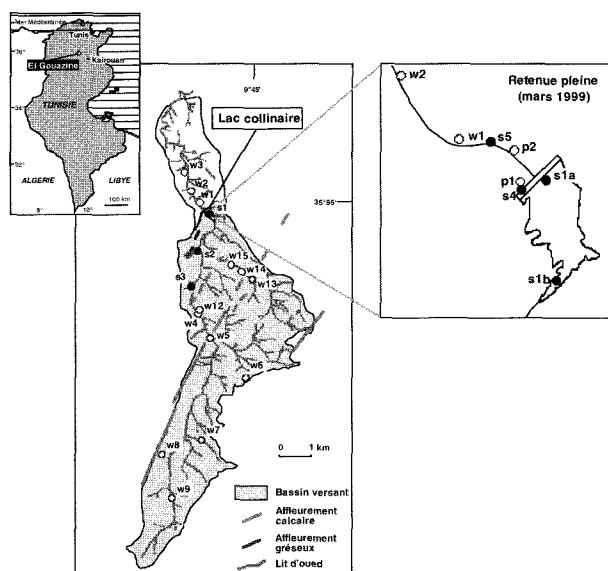 Mer Méditerranée
Tunis
36°
El Gouazine
Kairouan
TUNISIE
34°
32°
ALGÉRIE
LIBYE
100 km
10°
9°45
Lac collinaire
w3
w2
w1
s1
35°55
s2
w15
w14
s3
w13
w12
w4
w5
w6
w7
w8
w9
0 1 km
Bassin versant
Affleurement
calcaire
Affleurement
gréseux
Lit d'oued
w2
Retenue pleine
(mars 1999)
w1
s5
p2
p1
s4
s1a
s1b